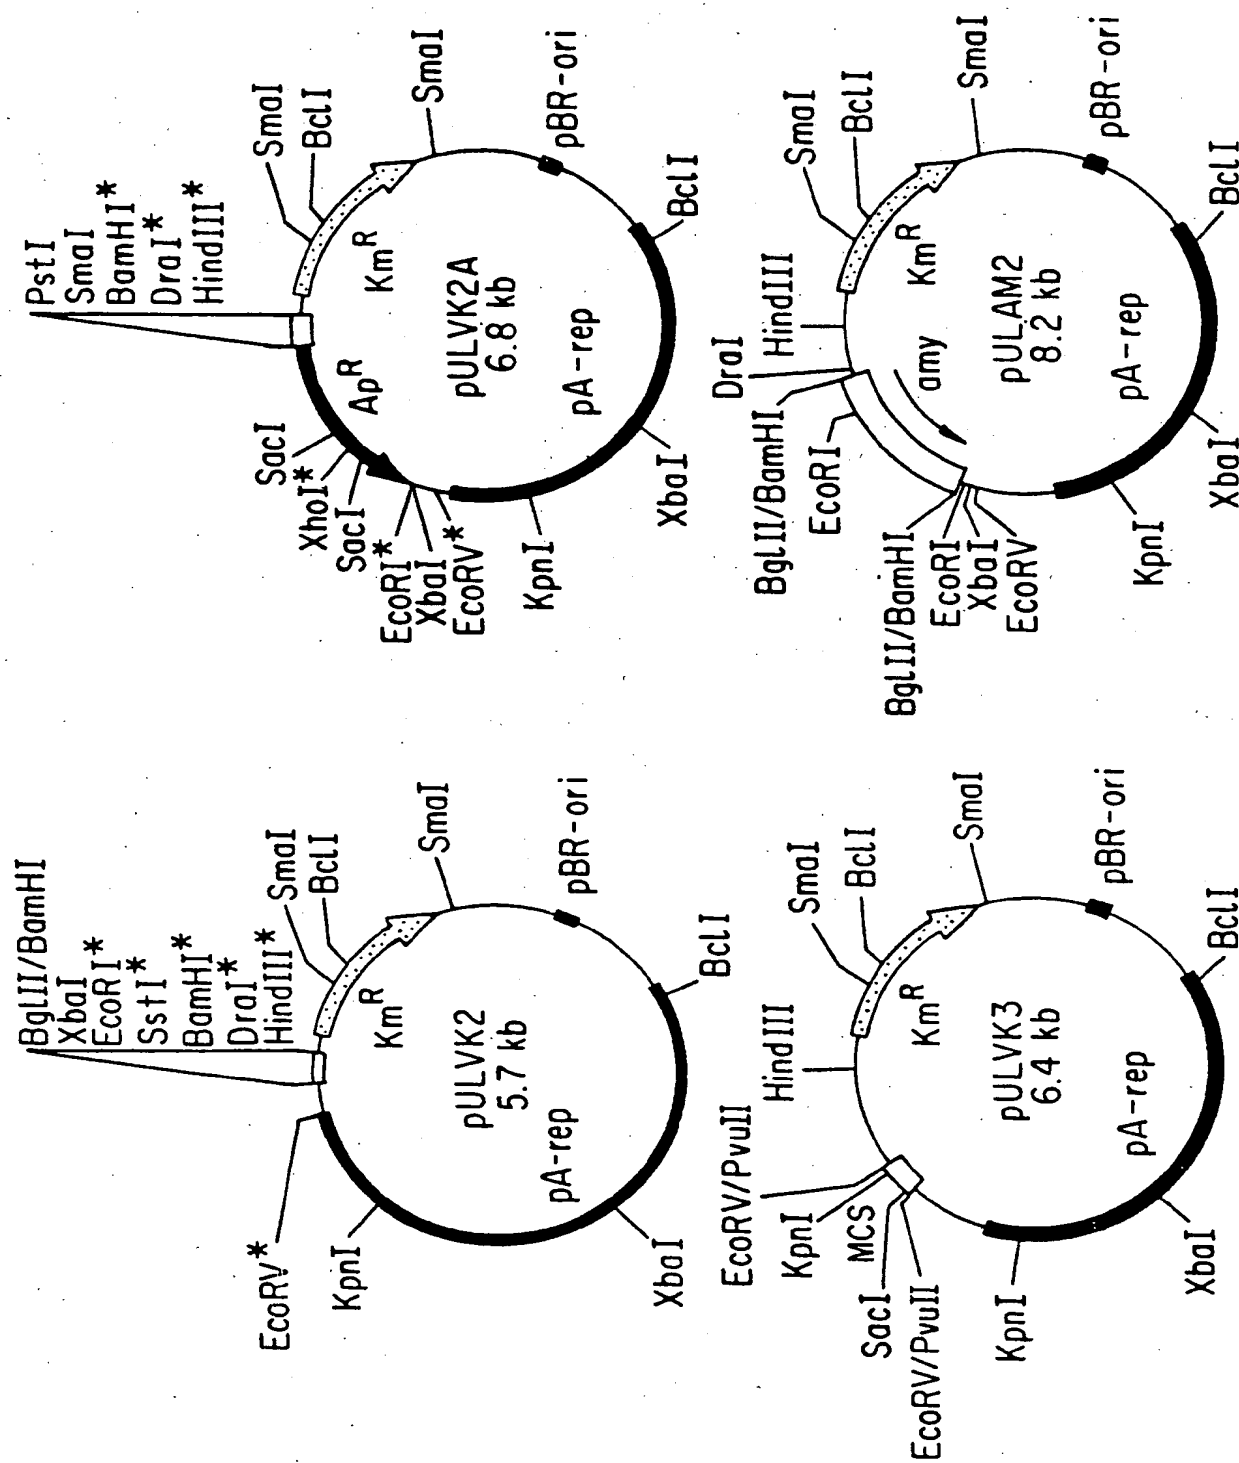 BglII/BamHI
XbaI
EcoRI*
SstI*
BamHI*
DraI*
HindIII*
SmaI
BclI
SmaI
pBR-ori
BclI
XbaI
KpnI
EcoRV*
KmR
pULVK2
5.7 kb
pA-rep
PstI
SmaI
BamHI*
DraI*
HindIII*
SmaI
BclI
SmaI
pBR-ori
BclI
XbaI
KpnI
EcoRV*
XbaI
EcoRI*
SacI
XhoI*
SacI
ApR
KmR
pULVK2A
6.8 kb
pA-rep
HindIII
SmaI
BclI
SmaI
pBR-ori
BclI
XbaI
KpnI
EcoRV/PvuII
SacI
MCS
KpnI
EcoRV/PvuII
KmR
pULVK3
6.4 kb
pA-rep
DraI
HindIII
SmaI
BclI
SmaI
pBR-ori
BclI
XbaI
KpnI
EcoRV
XbaI
EcoRI
BglII/BamHI
EcoRI
BglII/BamHI
amy
KmR
pULAM2
8.2 kb
pA-rep